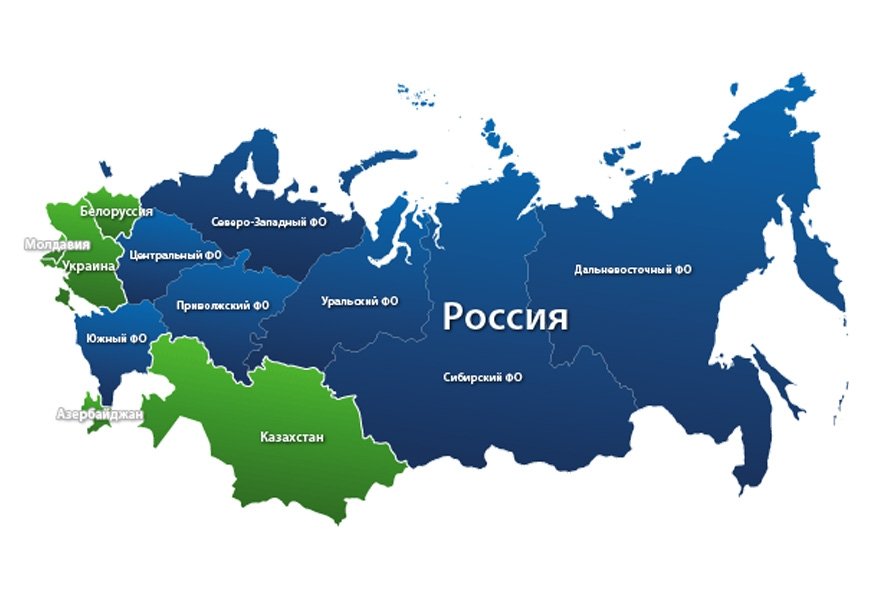 Белоруссия
Северо-Западный ФО
Молдавия
Центральный ФО
Украина
Дальневосточный ФО
Приволжский ФО
Уральский ФО
Россия
Южный ФО
Сибирский ФО
Азербайджан
Казахстан